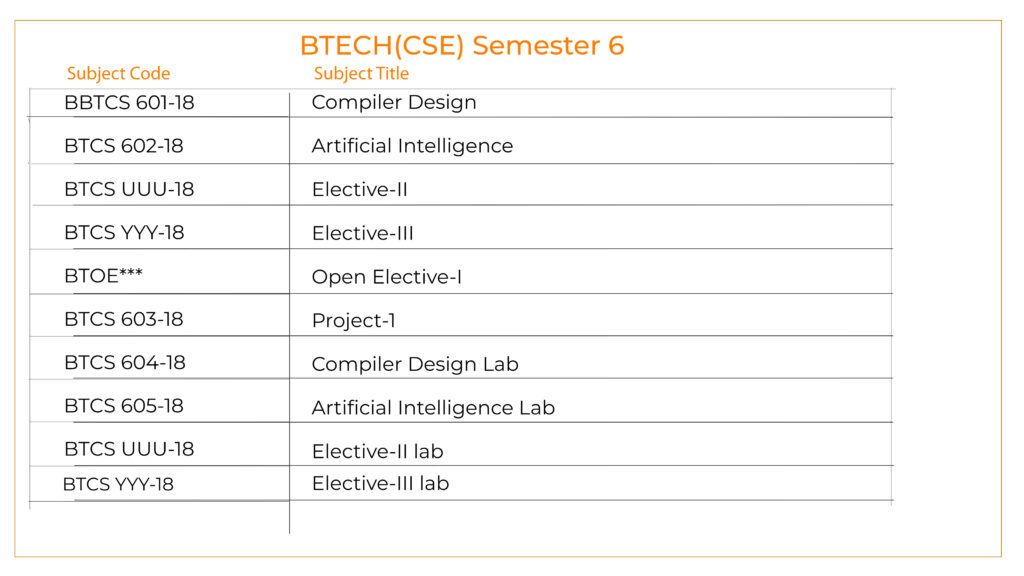 BTECH(CSE) Semester 6
Subject Code Subject Title
BBTCS 601-18 Compiler Design
BTCS 602-18 Artificial Intelligence
BTCS UUU-18 Elective-II
BTCS YYY-18 Elective-III
BTOE*** Open Elective-I
BTCS 603-18 Project-1
BTCS 604-18 Compiler Design Lab
BTCS 605-18 Artificial Intelligence Lab
BTCS UUU-18 Elective-II lab
BTCS YYY-18 Elective-III lab